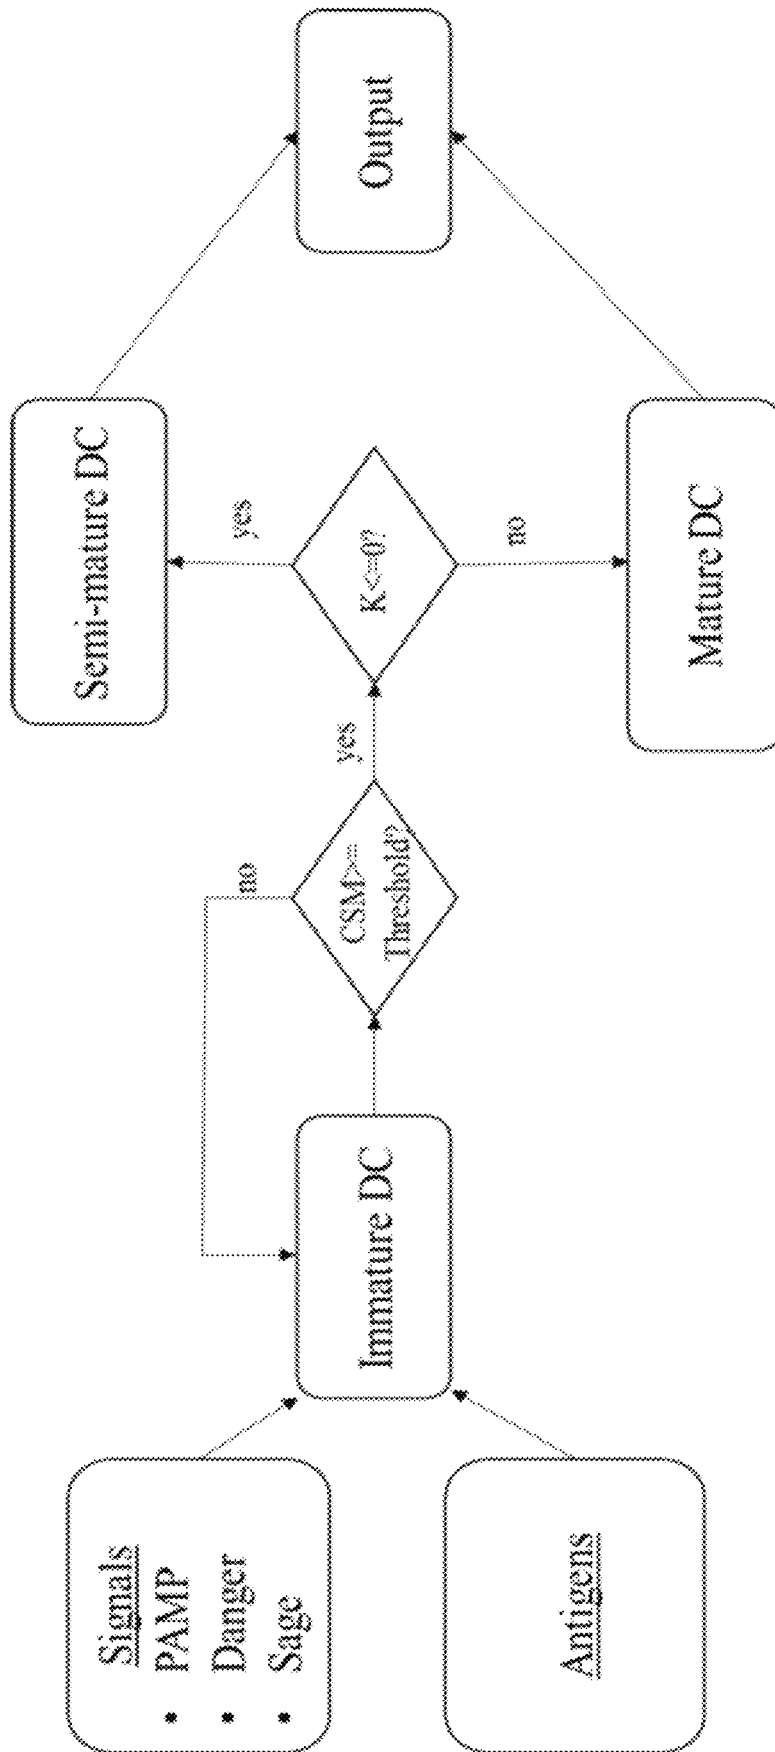 Signals
• PAMP
• Danger
• Sage
Antigens
Immature DC
no
CSM>=
Threshold?
yes
K<=0?
yes
no
Semi-mature DC
Mature DC
Output